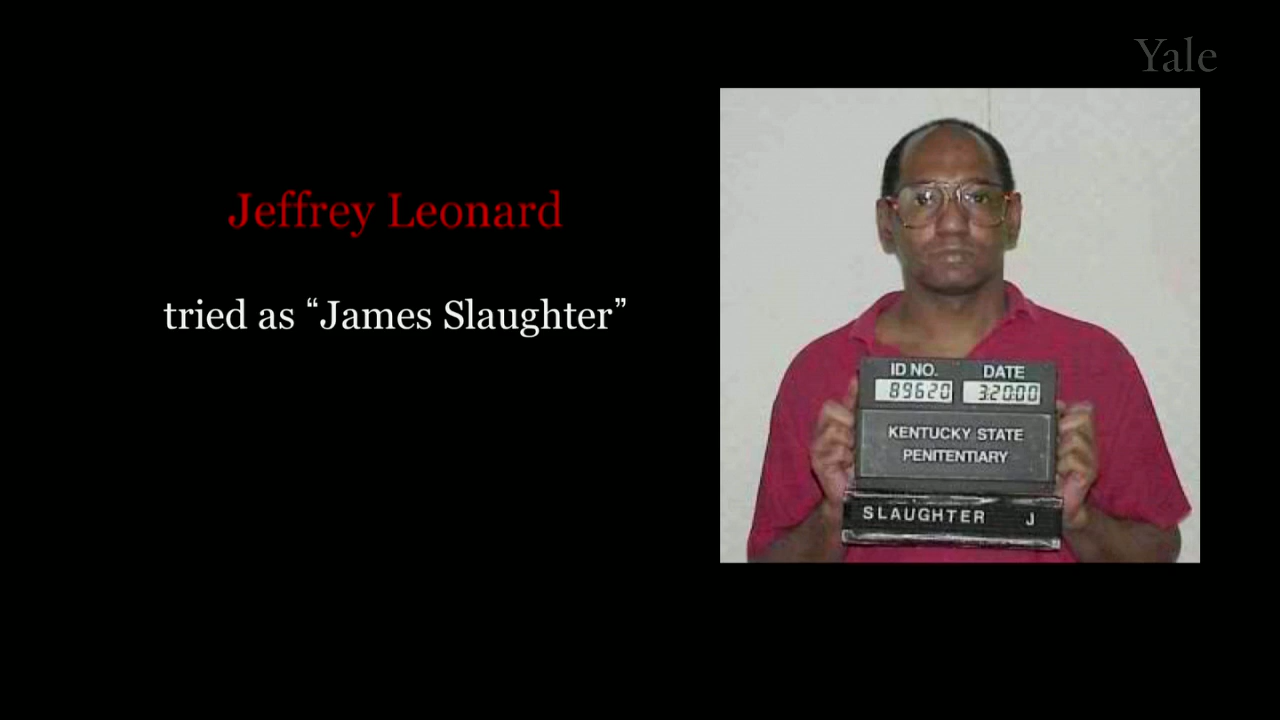 Yale
Jeffrey Leonard
tried as “James Slaughter”
ID NO. DATE
89620 3:20:00
KENTUCKY STATE
PENITENTIARY
SLAUGHTER J